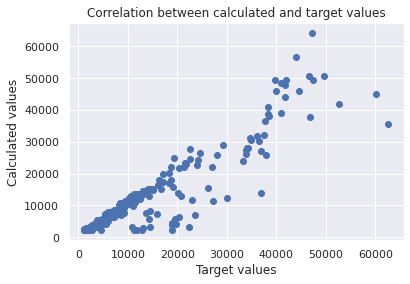 Correlation between calculated and target values
60000
50000
40000
30000
20000
10000
0
Calculated values
0 10000 20000 30000 40000 50000 60000
Target values